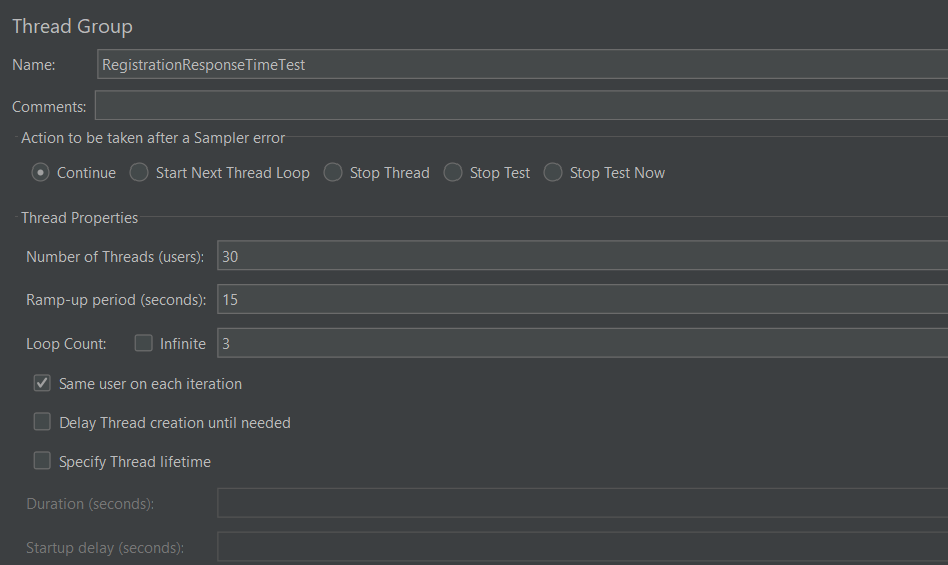 Thread Group
Name: RegistrationResponseTimeTest
Comments:
Action to be taken after a Sampler error
Continue Start Next Thread Loop Stop Thread Stop Test Stop Test Now
Thread Properties
Number of Threads (users): 30
Ramp-up period (seconds): 15
Loop Count: Infinite 3
Same user on each iteration
Delay Thread creation until needed
Specify Thread lifetime
Duration (seconds):
Startup delay (seconds):